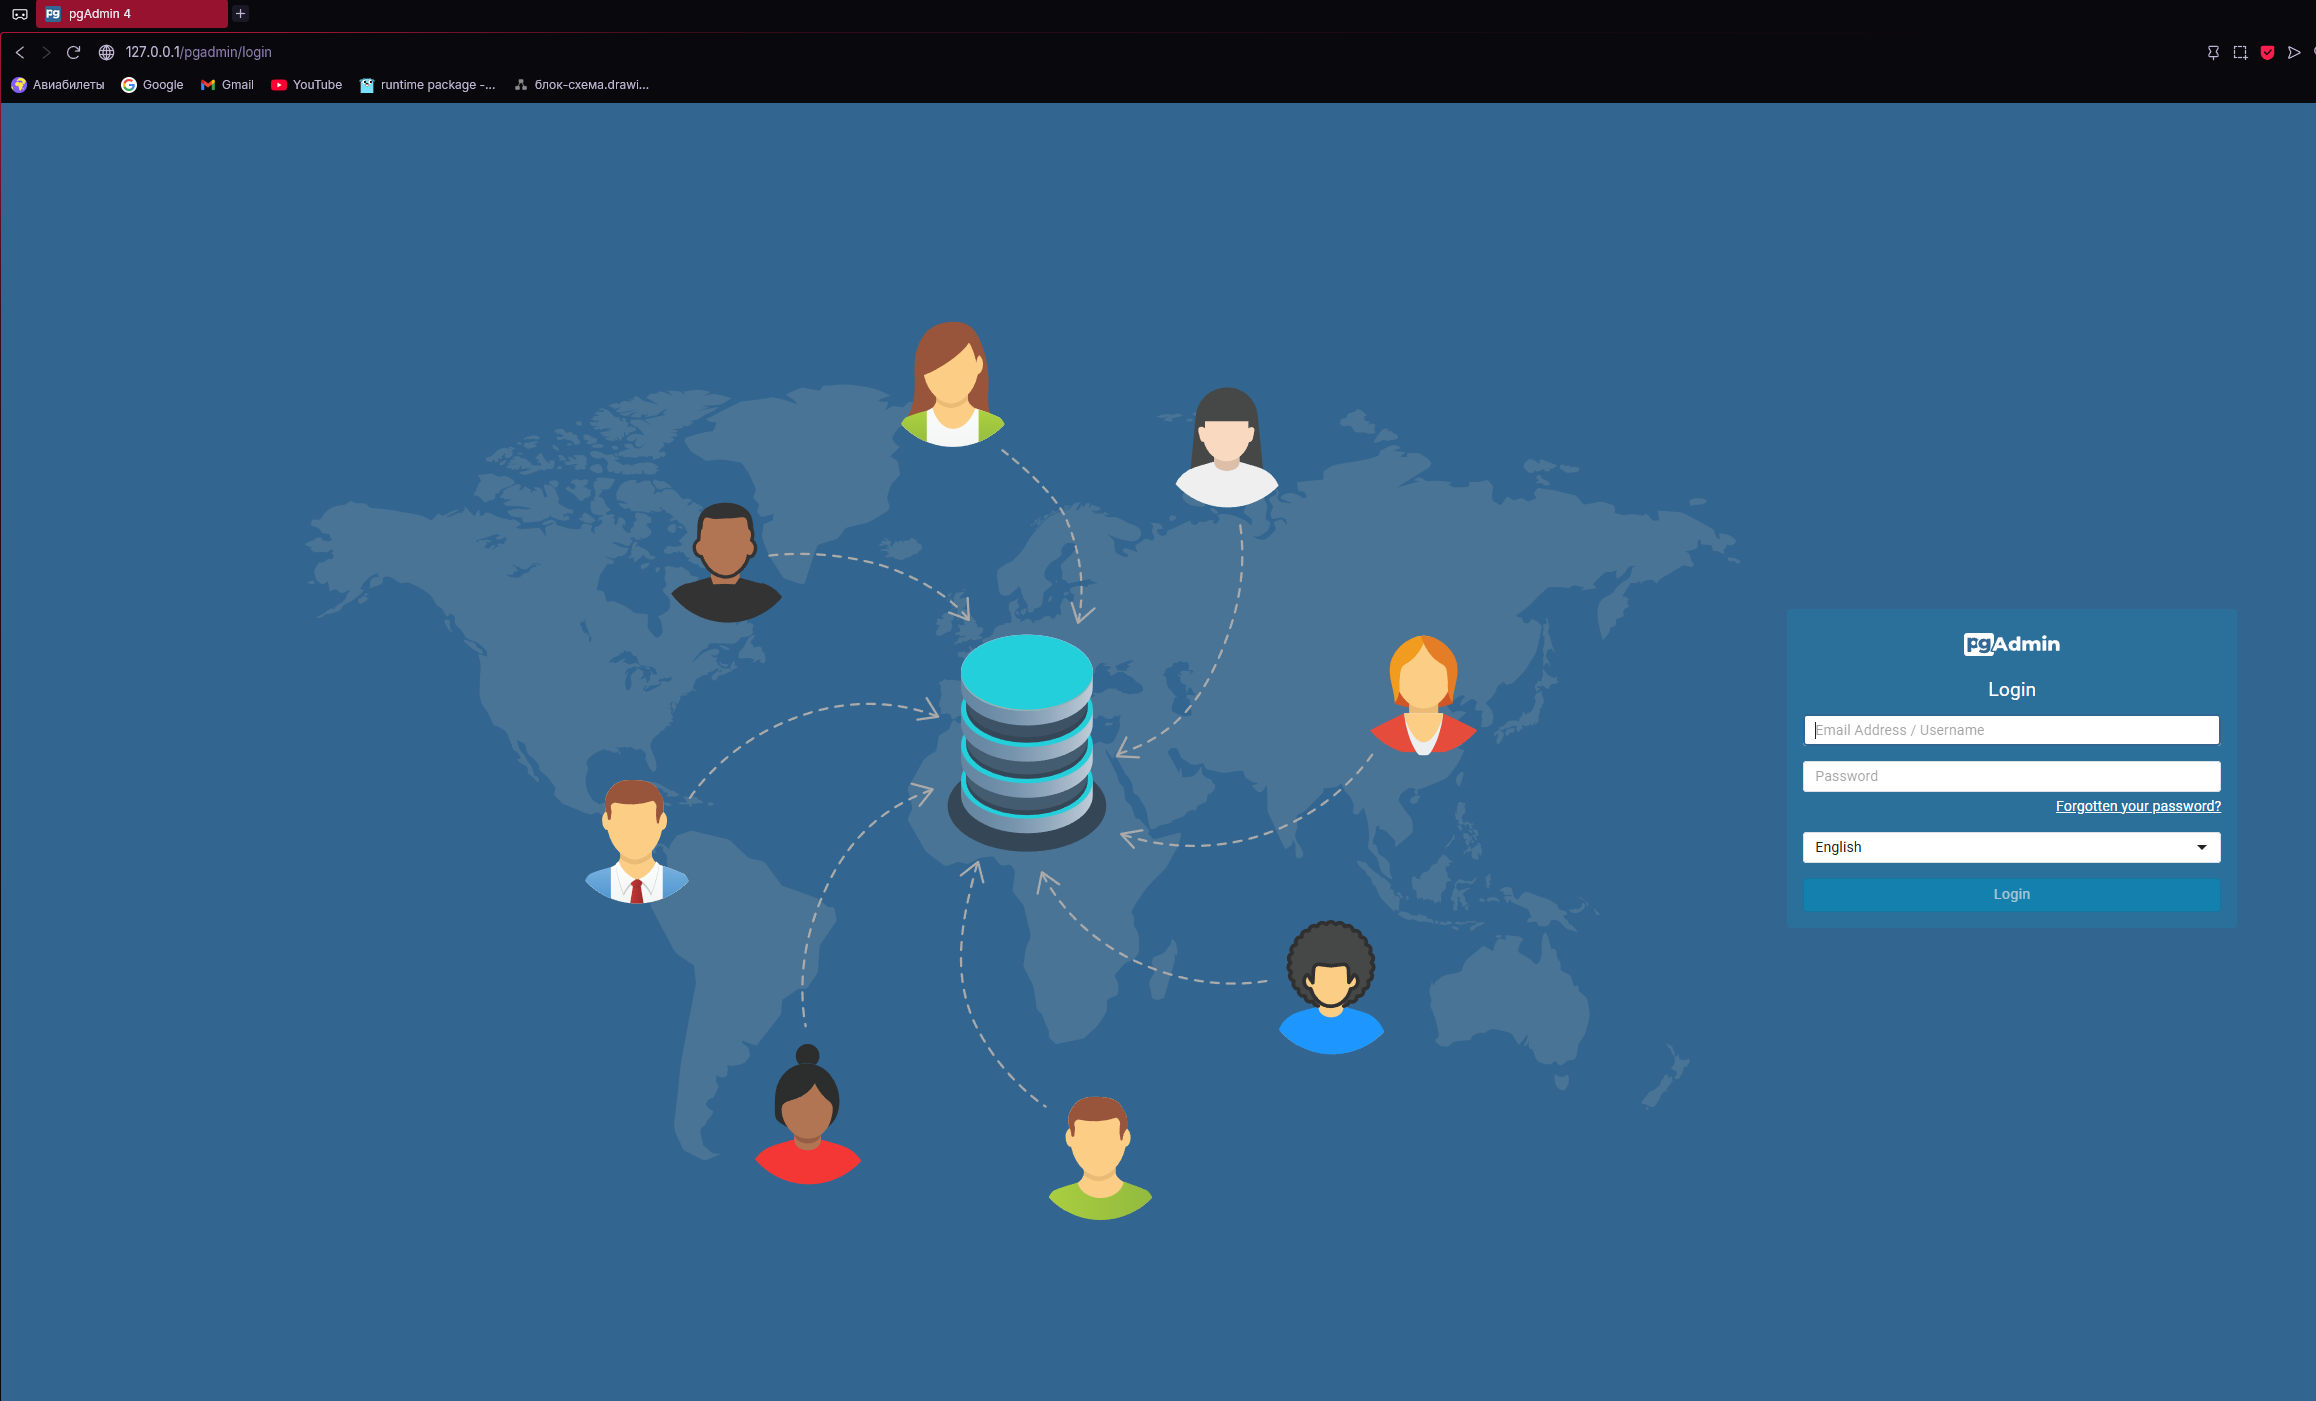 pg pgAdmin 4
127.0.0.1/pgadmin/login
Авиабилеты Google Gmail YouTube runtime package -... блок-схема.drawi...
pgAdmin
Login
Email Address / Username
Password
Forgotten your password?
English
Login